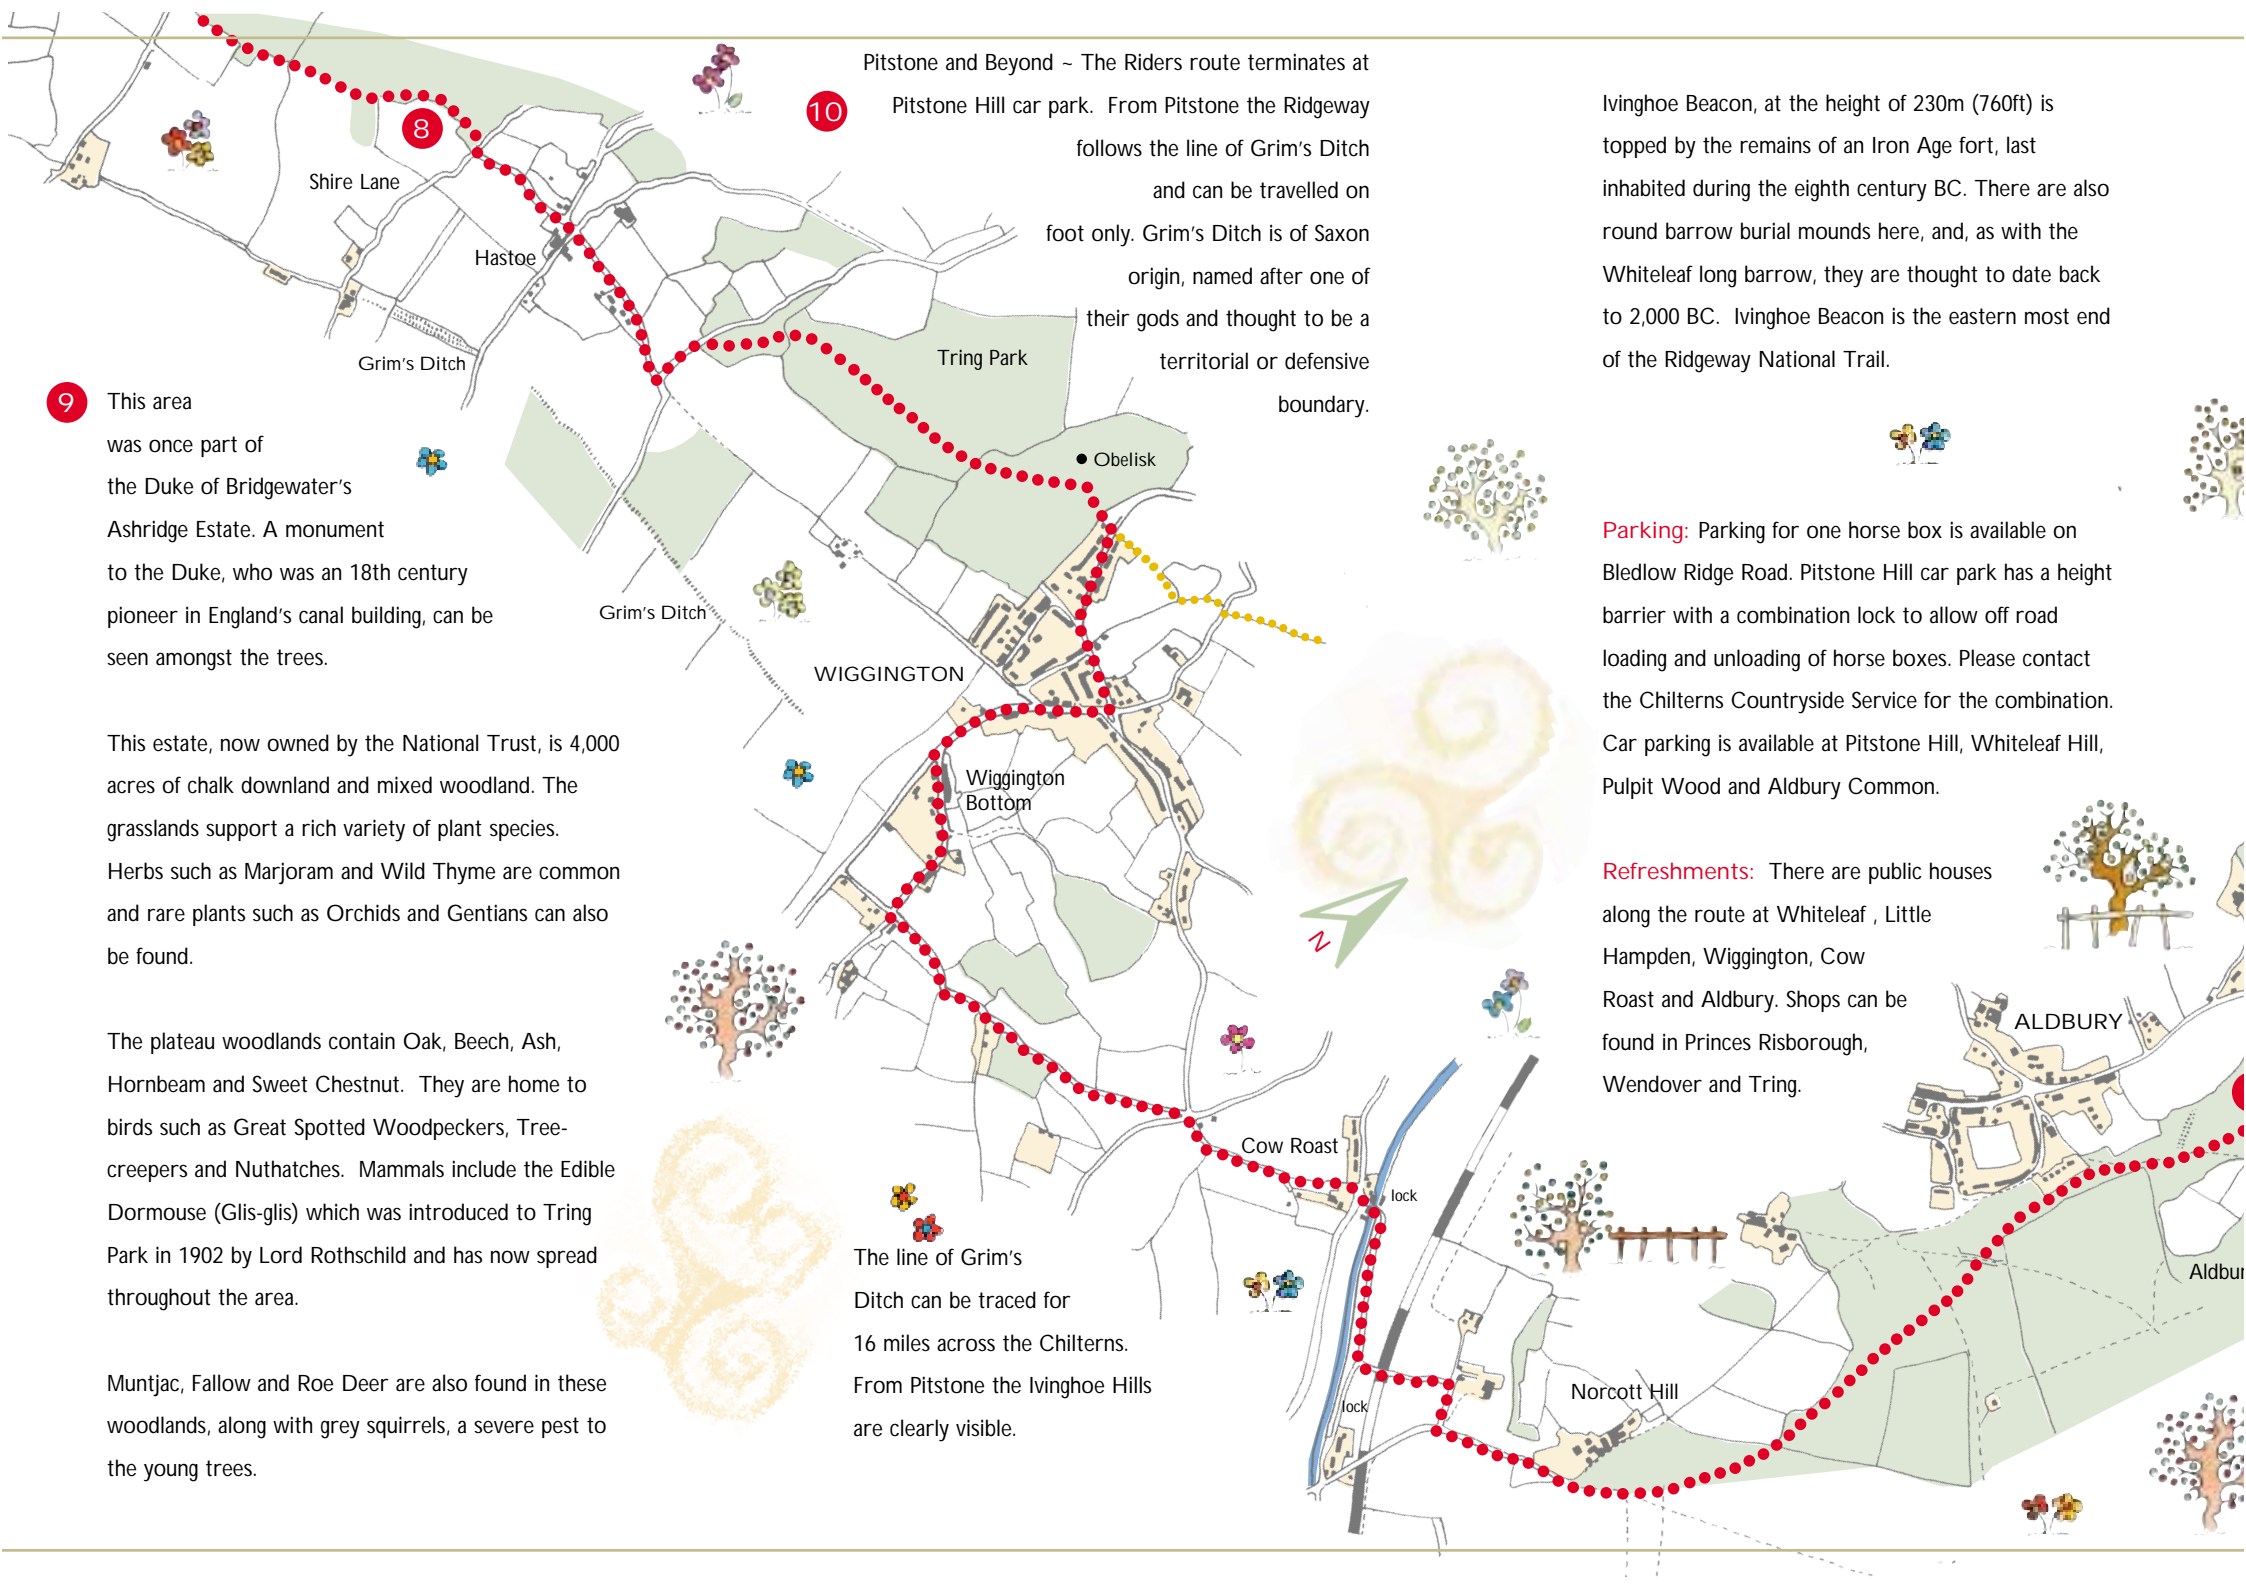 8
Shire Lane
Hastoe
Grim's Ditch
Tring Park
Obelisk
Grim's Ditch
WIGGINGTON
Wiggington
Bottom
Cow Roast
lock
lock
Norcott Hill
ALDBURY
N
9
This area
was once part of
the Duke of Bridgewater's
Ashridge Estate. A monument
to the Duke, who was an 18th century
pioneer in England's canal building, can be
seen amongst the trees.
This estate, now owned by the National Trust, is 4,000
acres of chalk downland and mixed woodland. The
grasslands support a rich variety of plant species.
Herbs such as Marjoram and Wild Thyme are common
and rare plants such as Orchids and Gentians can also
be found.
The plateau woodlands contain Oak, Beech, Ash,
Hornbeam and Sweet Chestnut. They are home to
birds such as Great Spotted Woodpeckers, Tree-
creepers and Nuthatches. Mammals include the Edible
Dormouse (Glis-glis) which was introduced to Tring
Park in 1902 by Lord Rothschild and has now spread
throughout the area.
Muntjac, Fallow and Roe Deer are also found in these
woodlands, along with grey squirrels, a severe pest to
the young trees.
10
Pitstone and Beyond ~ The Riders route terminates at
Pitstone Hill car park. From Pitstone the Ridgeway
follows the line of Grim's Ditch
and can be travelled on
foot only. Grim's Ditch is of Saxon
origin, named after one of
their gods and thought to be a
territorial or defensive
boundary.
The line of Grim's
Ditch can be traced for
16 miles across the Chilterns.
From Pitstone the Ivinghoe Hills
are clearly visible.
Ivinghoe Beacon, at the height of 230m (760ft) is
topped by the remains of an Iron Age fort, last
inhabited during the eighth century BC. There are also
round barrow burial mounds here, and, as with the
Whiteleaf long barrow, they are thought to date back
to 2,000 BC. Ivinghoe Beacon is the eastern most end
of the Ridgeway National Trail.
Parking: Parking for one horse box is available on
Bledlow Ridge Road. Pitstone Hill car park has a height
barrier with a combination lock to allow off road
loading and unloading of horse boxes. Please contact
the Chilterns Countryside Service for the combination.
Car parking is available at Pitstone Hill, Whiteleaf Hill,
Pulpit Wood and Aldbury Common.
Refreshments: There are public houses
along the route at Whiteleaf , Little
Hampden, Wiggington, Cow
Roast and Aldbury. Shops can be
found in Princes Risborough,
Wendover and Tring.